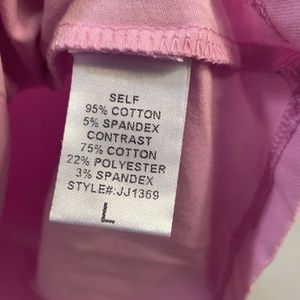 SELF
95% COTTON
5% SPANDEX
CONTRAST
75% COTTON
22% POLYESTER
3% SPANDEX
STYLE#:JJ1369
L